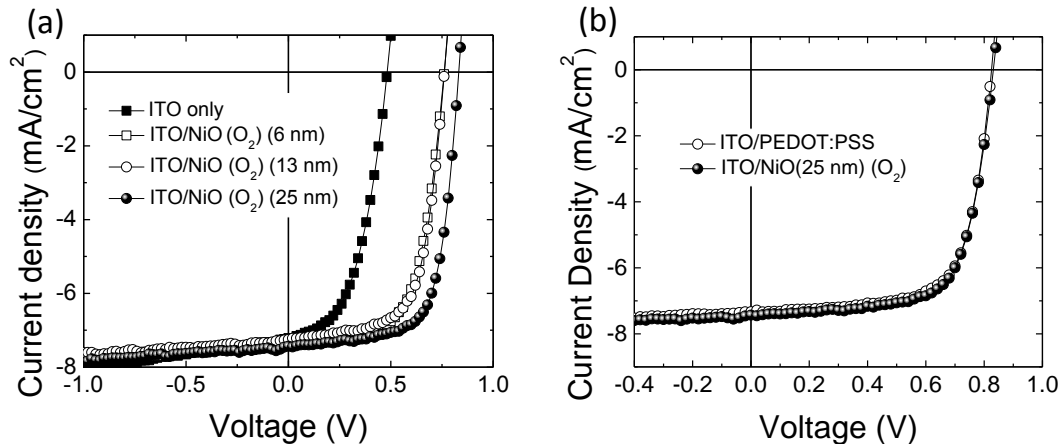 (a)
Current density (mA/cm²)
0
-2
-4
-6
-8
-1.0 -0.5 0.0 0.5 1.0
Voltage (V)
ITO only
ITO/NiO (O₂) (6 nm)
ITO/NiO (O₂) (13 nm)
ITO/NiO (O₂) (25 nm)
(b)
Current Density (mA/cm²)
0
-2
-4
-6
-8
-0.4 -0.2 0.0 0.2 0.4 0.6 0.8 1.0
Voltage (V)
ITO/PEDOT:PSS
ITO/NiO(25 nm) (O₂)